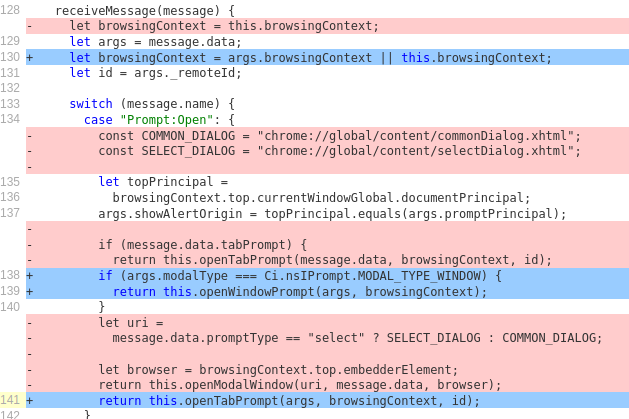 128 receiveMessage(message) {
- let browsingContext = this.browsingContext;
129 let args = message.data;
130 + let browsingContext = args.browsingContext || this.browsingContext;
131 let id = args._remoteId;
132
133 switch (message.name) {
134 case "Prompt:Open": {
- const COMMON_DIALOG = "chrome://global/content/commonDialog.xhtml";
- const SELECT_DIALOG = "chrome://global/content/selectDialog.xhtml";
-
135 let topPrincipal =
136 browsingContext.top.currentWindowGlobal.documentPrincipal;
137 args.showAlertOrigin = topPrincipal.equals(args.promptPrincipal);
-
- if (message.data.tabPrompt) {
- return this.openTabPrompt(message.data, browsingContext, id);
138 + if (args.modalType === Ci.nsIPrompt.MODAL_TYPE_WINDOW) {
139 + return this.openWindowPrompt(args, browsingContext);
140 }
- let uri =
- message.data.promptType == "select" ? SELECT_DIALOG : COMMON_DIALOG;
-
- let browser = browsingContext.top.embedderElement;
- return this.openModalWindow(uri, message.data, browser);
141 + return this.openTabPrompt(args, browsingContext, id);
142 }